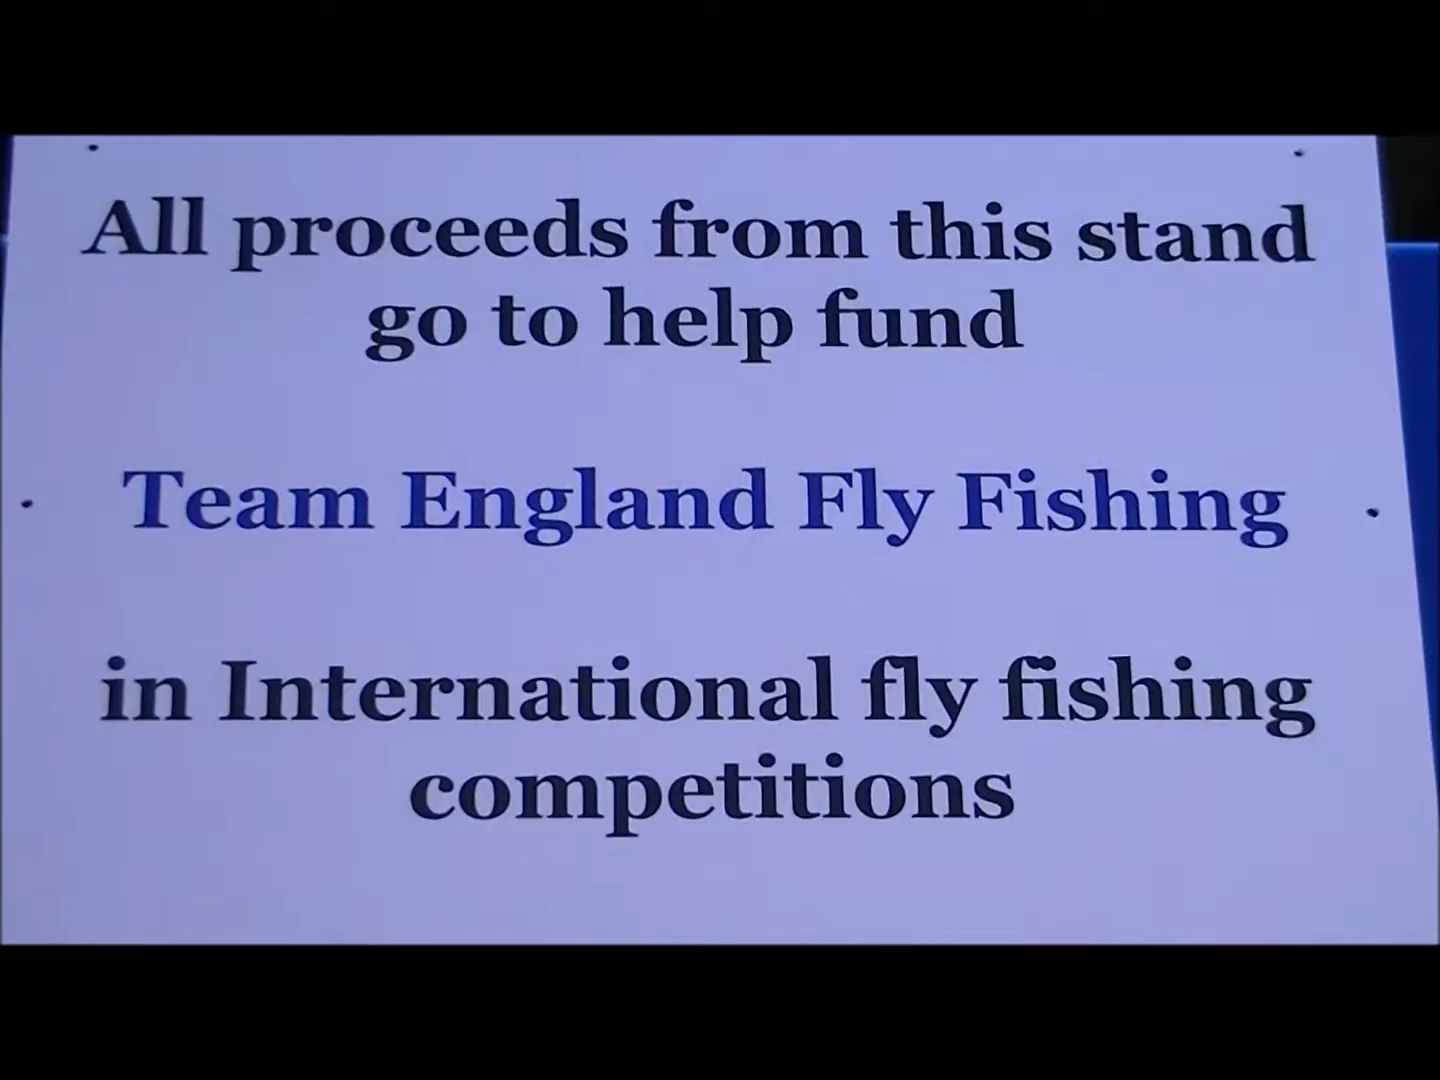 All proceeds from this stand
go to help fund
Team England Fly Fishing
in International fly fishing
competitions